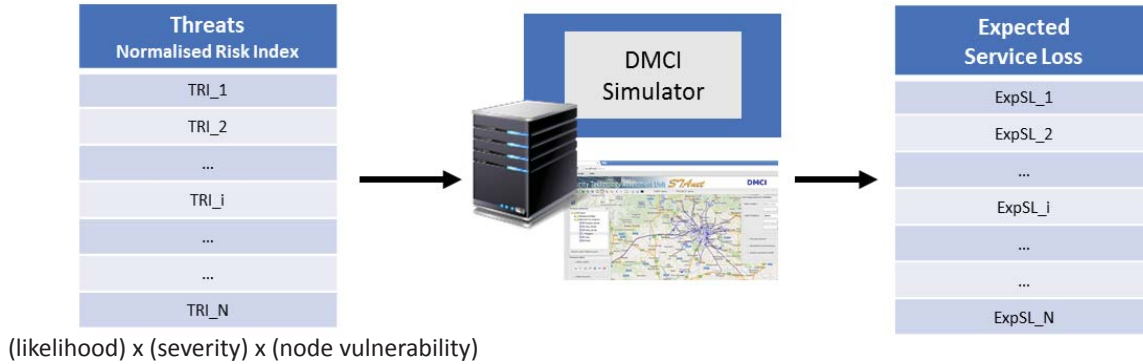 Threats
Normalised Risk Index
TRI_1
TRI_2
...
TRI_i
...
...
TRI_N
(likelihood) x (severity) x (node vulnerability)
DMCI
Simulator
STAnet
DMCI
Expected
Service Loss
ExpSL_1
ExpSL_2
...
ExpSL_i
...
...
ExpSL_N